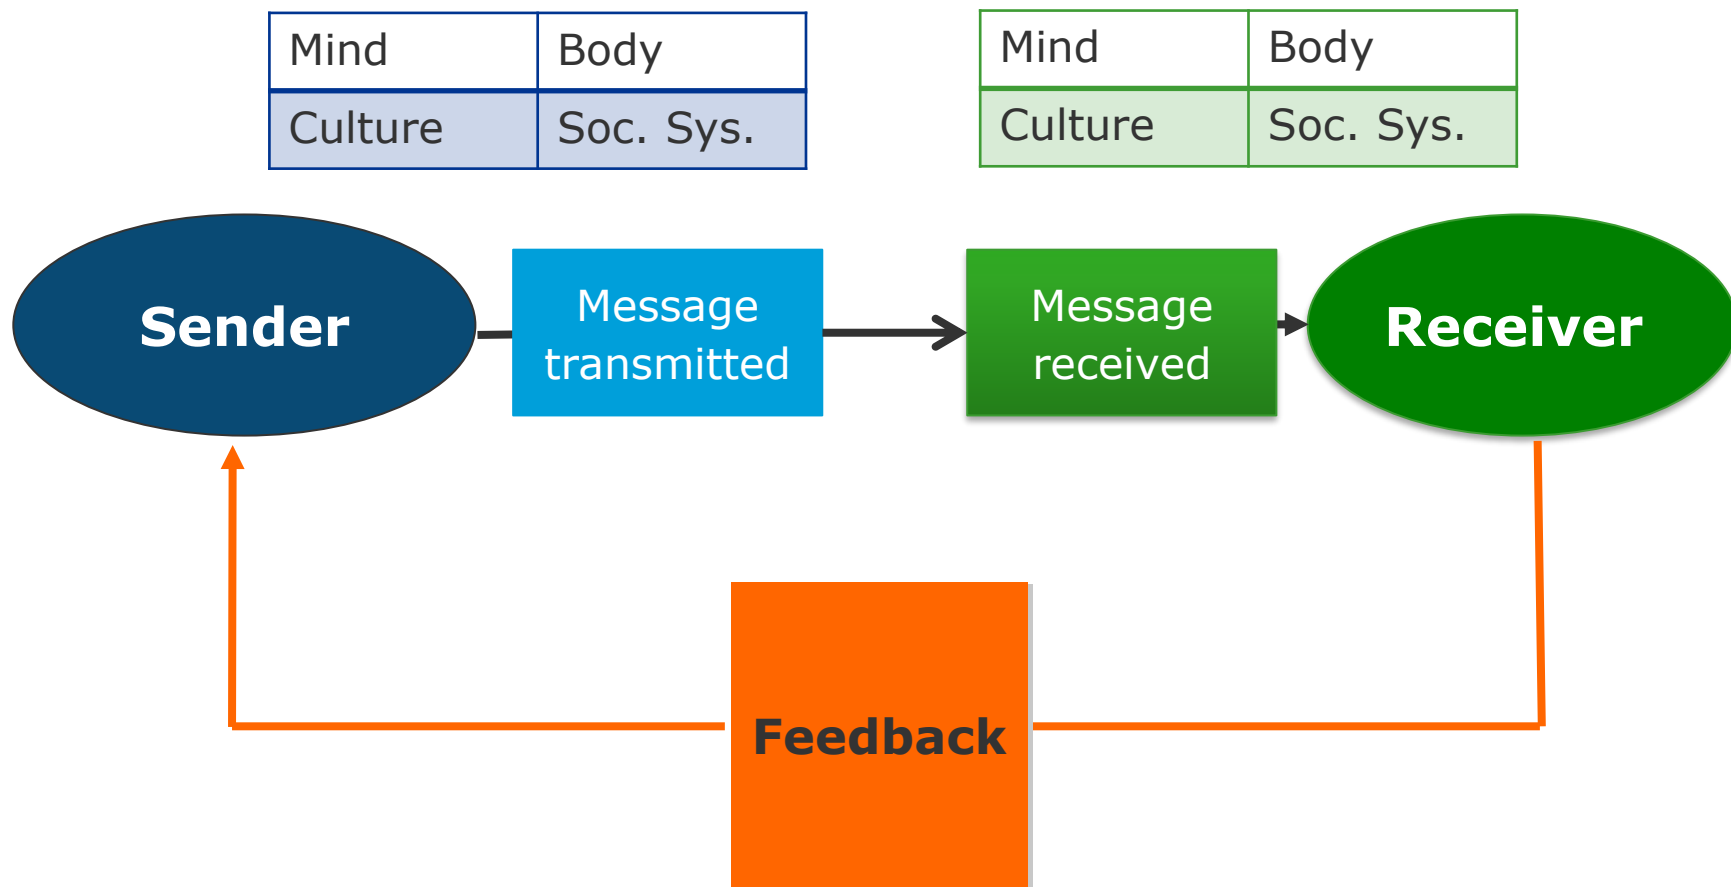 Mind Body
Culture Soc. Sys.
Mind Body
Culture Soc. Sys.
Sender
Message
transmitted
Message
received
Receiver
Feedback